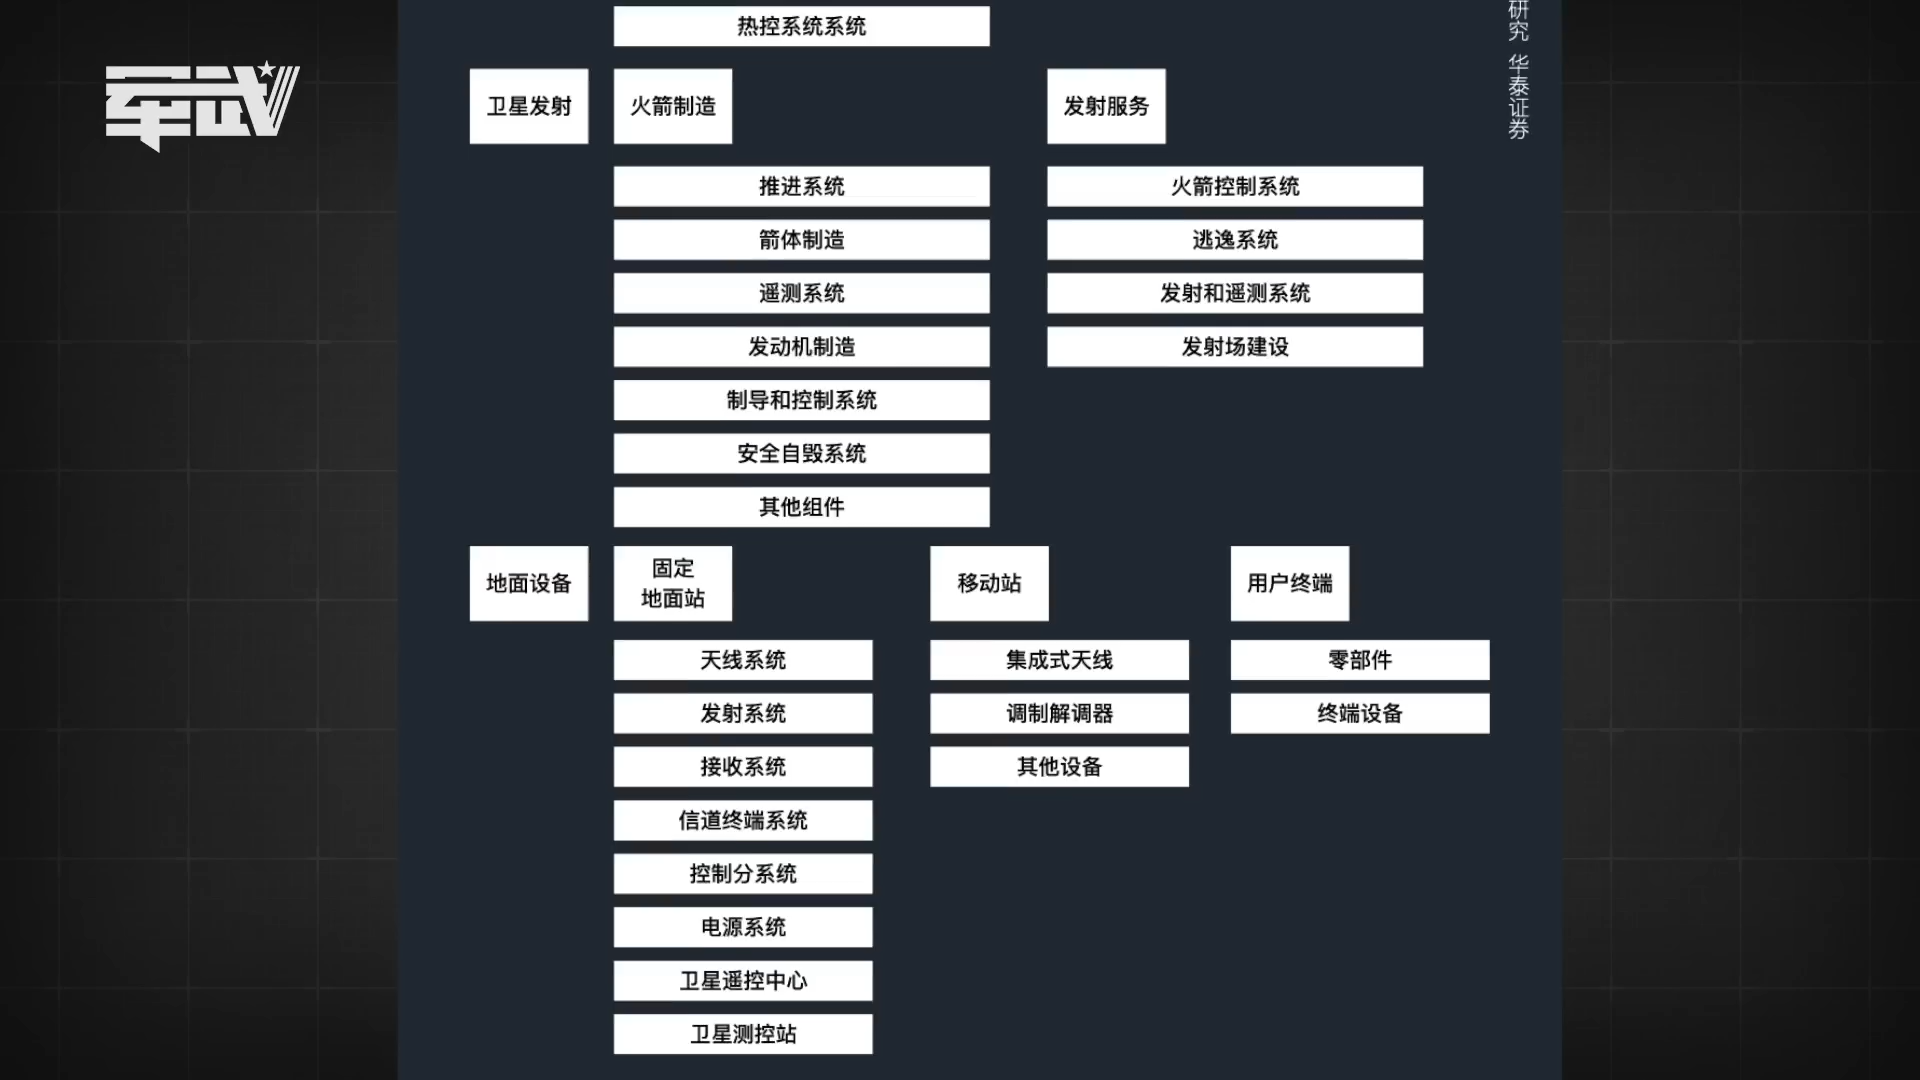 热控系统系统
军武
卫星发射
火箭制造
发射服务
推进系统
箭体制造
遥测系统
发动机制造
制导和控制系统
安全自毁系统
其他组件
火箭控制系统
逃逸系统
发射和遥测系统
发射场建设
地面设备
固定
地面站
移动站
用户终端
天线系统
发射系统
接收系统
信道终端系统
控制分系统
电源系统
卫星遥控中心
卫星测控站
集成式天线
调制解调器
其他设备
零部件
终端设备
研究 华泰证券